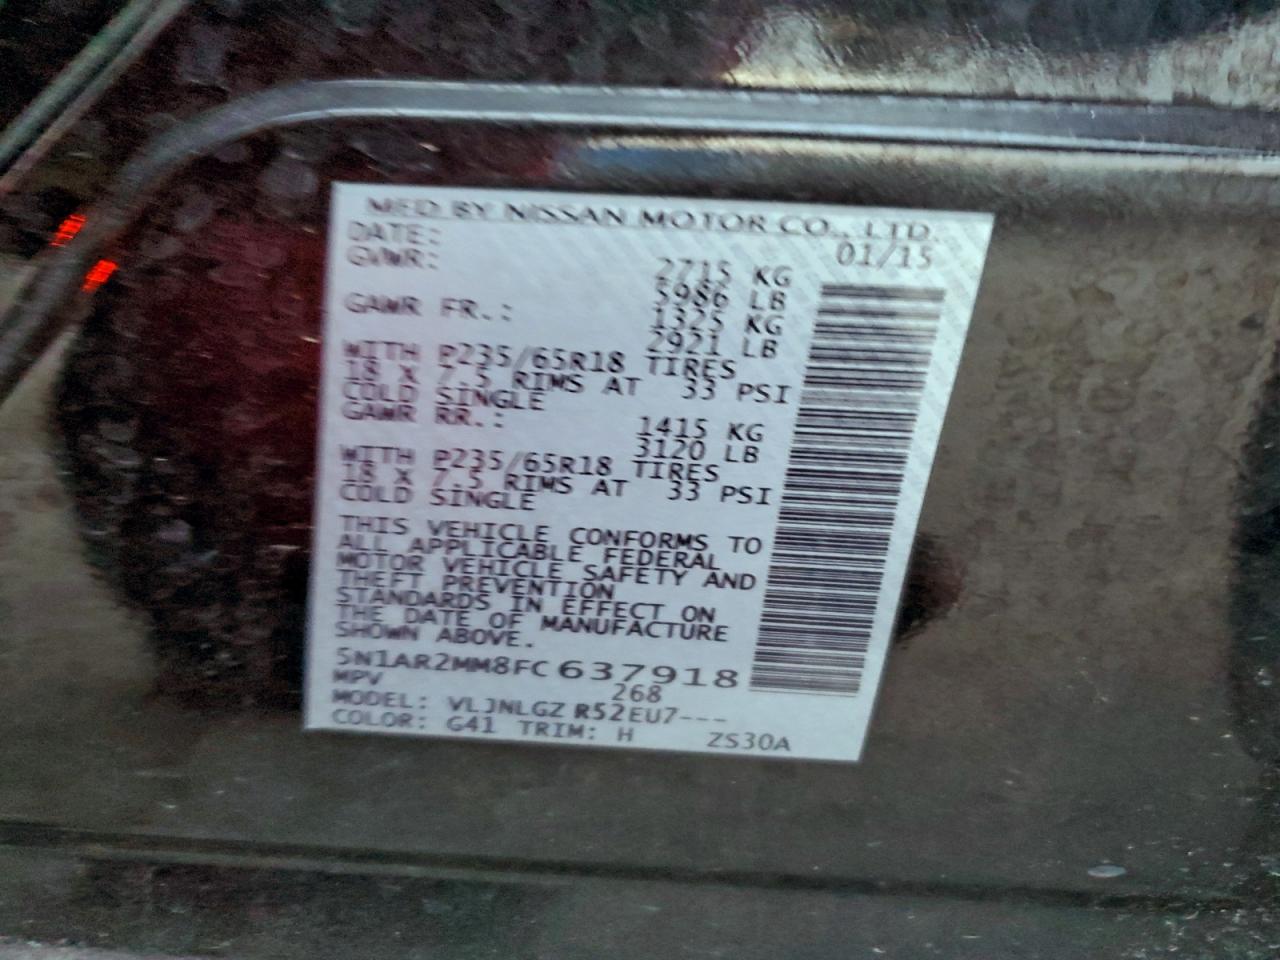 MFD BY NISSAN MOTOR CO., LTD.
DATE: 01/15
GVWR: 2715 KG
5986 LB
GAWR FR.: 1325 KG
2921 LB
WITH P235/65R18 TIRES
18 X 7.5 RIMS AT 33 PSI
COLD SINGLE
GAWR RR.: 1415 KG
3120 LB
WITH P235/65R18 TIRES
18 X 7.5 RIMS AT 33 PSI
COLD SINGLE
THIS VEHICLE CONFORMS TO
ALL APPLICABLE FEDERAL
MOTOR VEHICLE SAFETY AND
THEFT PREVENTION
STANDARDS IN EFFECT ON
THE DATE OF MANUFACTURE
SHOWN ABOVE.
5N1AR2MM8FC 637918
MPV 268
MODEL: VLJNLGZ R52EU7---
COLOR: G41 TRIM: H ZS30A